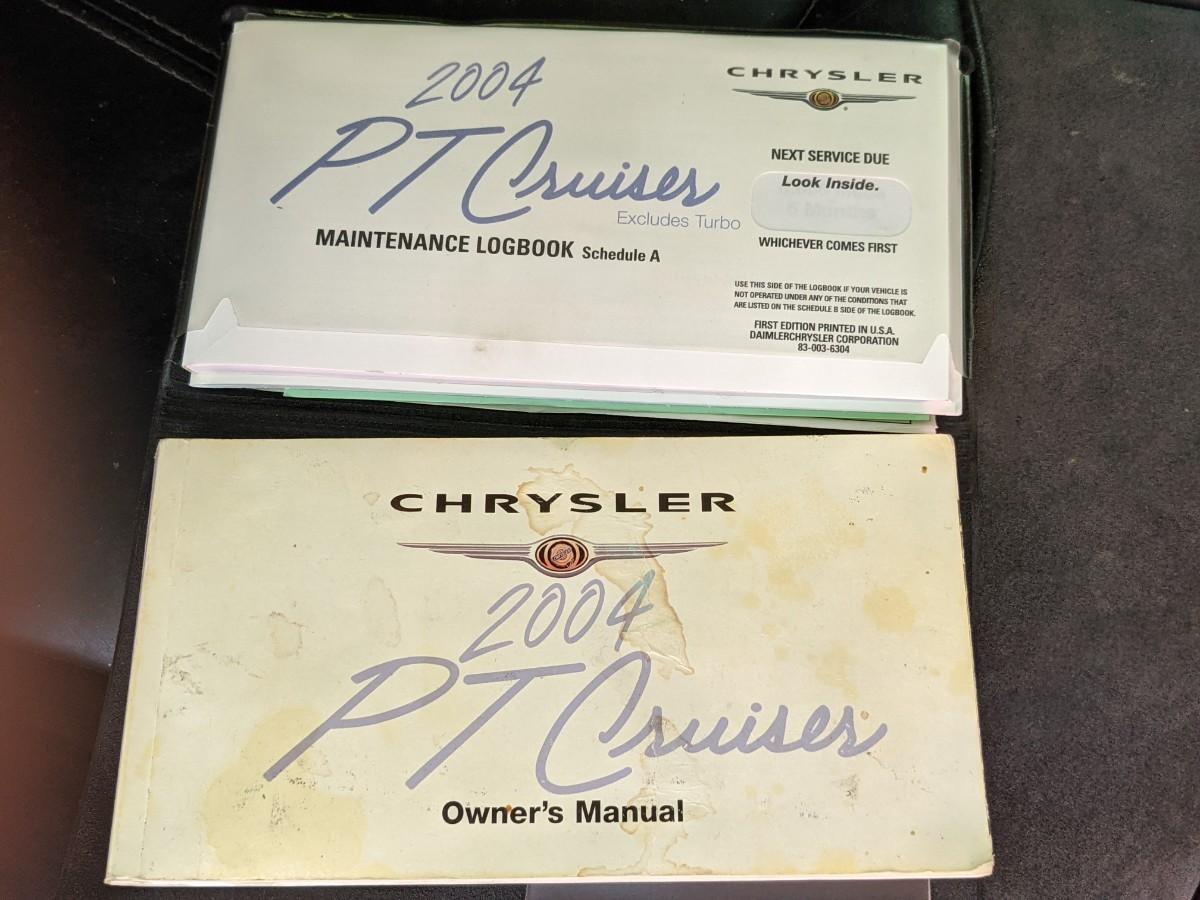 2004
PT Cruiser
Excludes Turbo
MAINTENANCE LOGBOOK Schedule A
CHRYSLER
NEXT SERVICE DUE
Look Inside.
6 Months
WHICHEVER COMES FIRST
USE THIS SIDE OF THE LOGBOOK IF YOUR VEHICLE IS
NOT OPERATED UNDER ANY OF THE CONDITIONS THAT
ARE LISTED ON THE SCHEDULE B SIDE OF THE LOGBOOK.
FIRST EDITION PRINTED IN U.S.A.
DAIMLERCHRYSLER CORPORATION
83-003-6304
CHRYSLER
2004
PT Cruiser
Owner's Manual